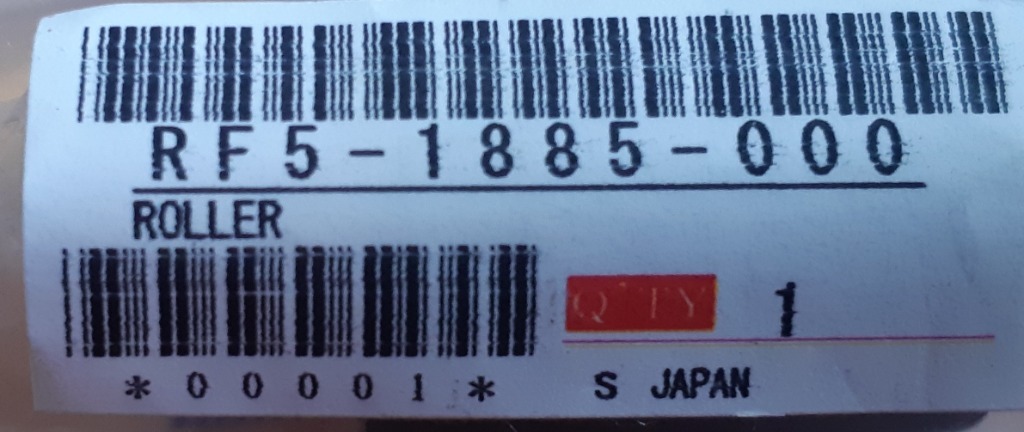 RF5-1885-000
ROLLER
Q'TY 1
*00001*
S JAPAN